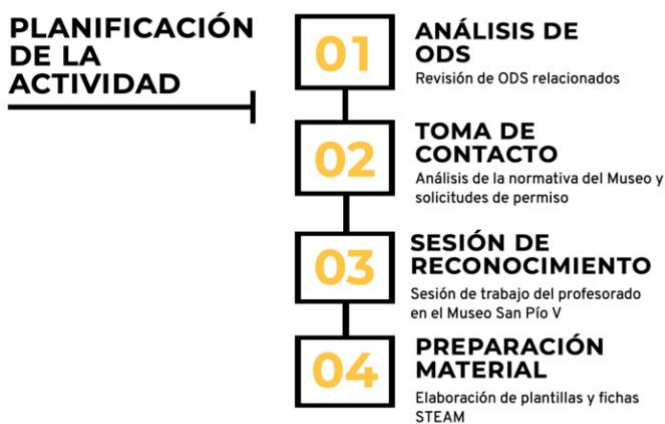 PLANIFICACIÓN
DE LA
ACTIVIDAD
01
ANÁLISIS DE
ODS
Revisión de ODS relacionados
02
TOMA DE
CONTACTO
Análisis de la normativa del Museo y
solicitudes de permiso
03
SESIÓN DE
RECONOCIMIENTO
Sesión de trabajo del profesorado
en el Museo San Pío V
04
PREPARACIÓN
MATERIAL
Elaboración de plantillas y fichas
STEAM